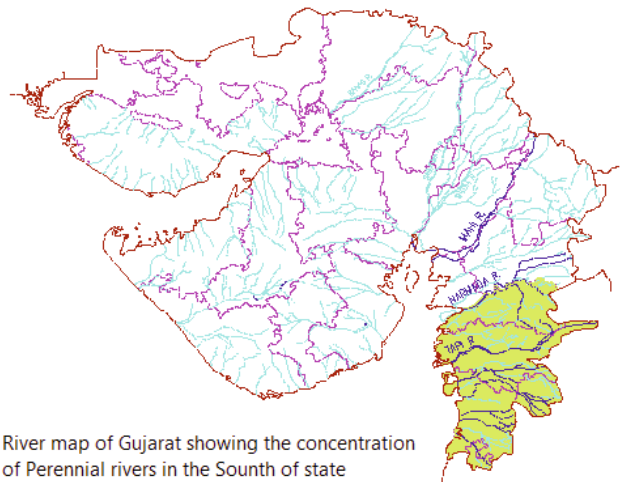 MAHI R.
NARMADA R.
TAPI R.
River map of Gujarat showing the concentration
of Perennial rivers in the Sounth of state